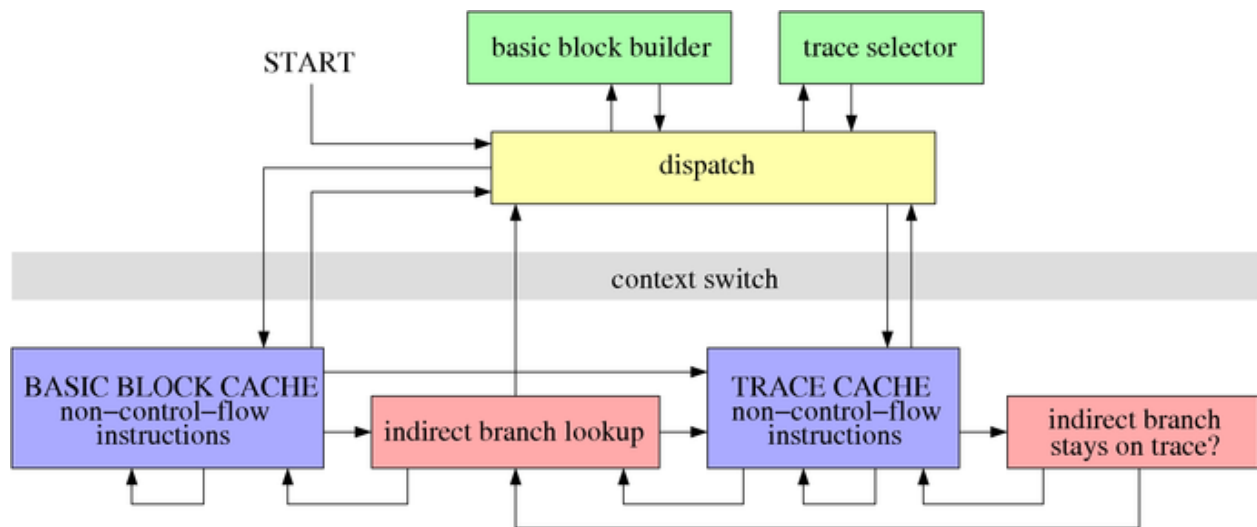 basic block builder
trace selector
START
dispatch
context switch
BASIC BLOCK CACHE
non−control−flow
instructions
indirect branch lookup
TRACE CACHE
non−control−flow
instructions
indirect branch
stays on trace?